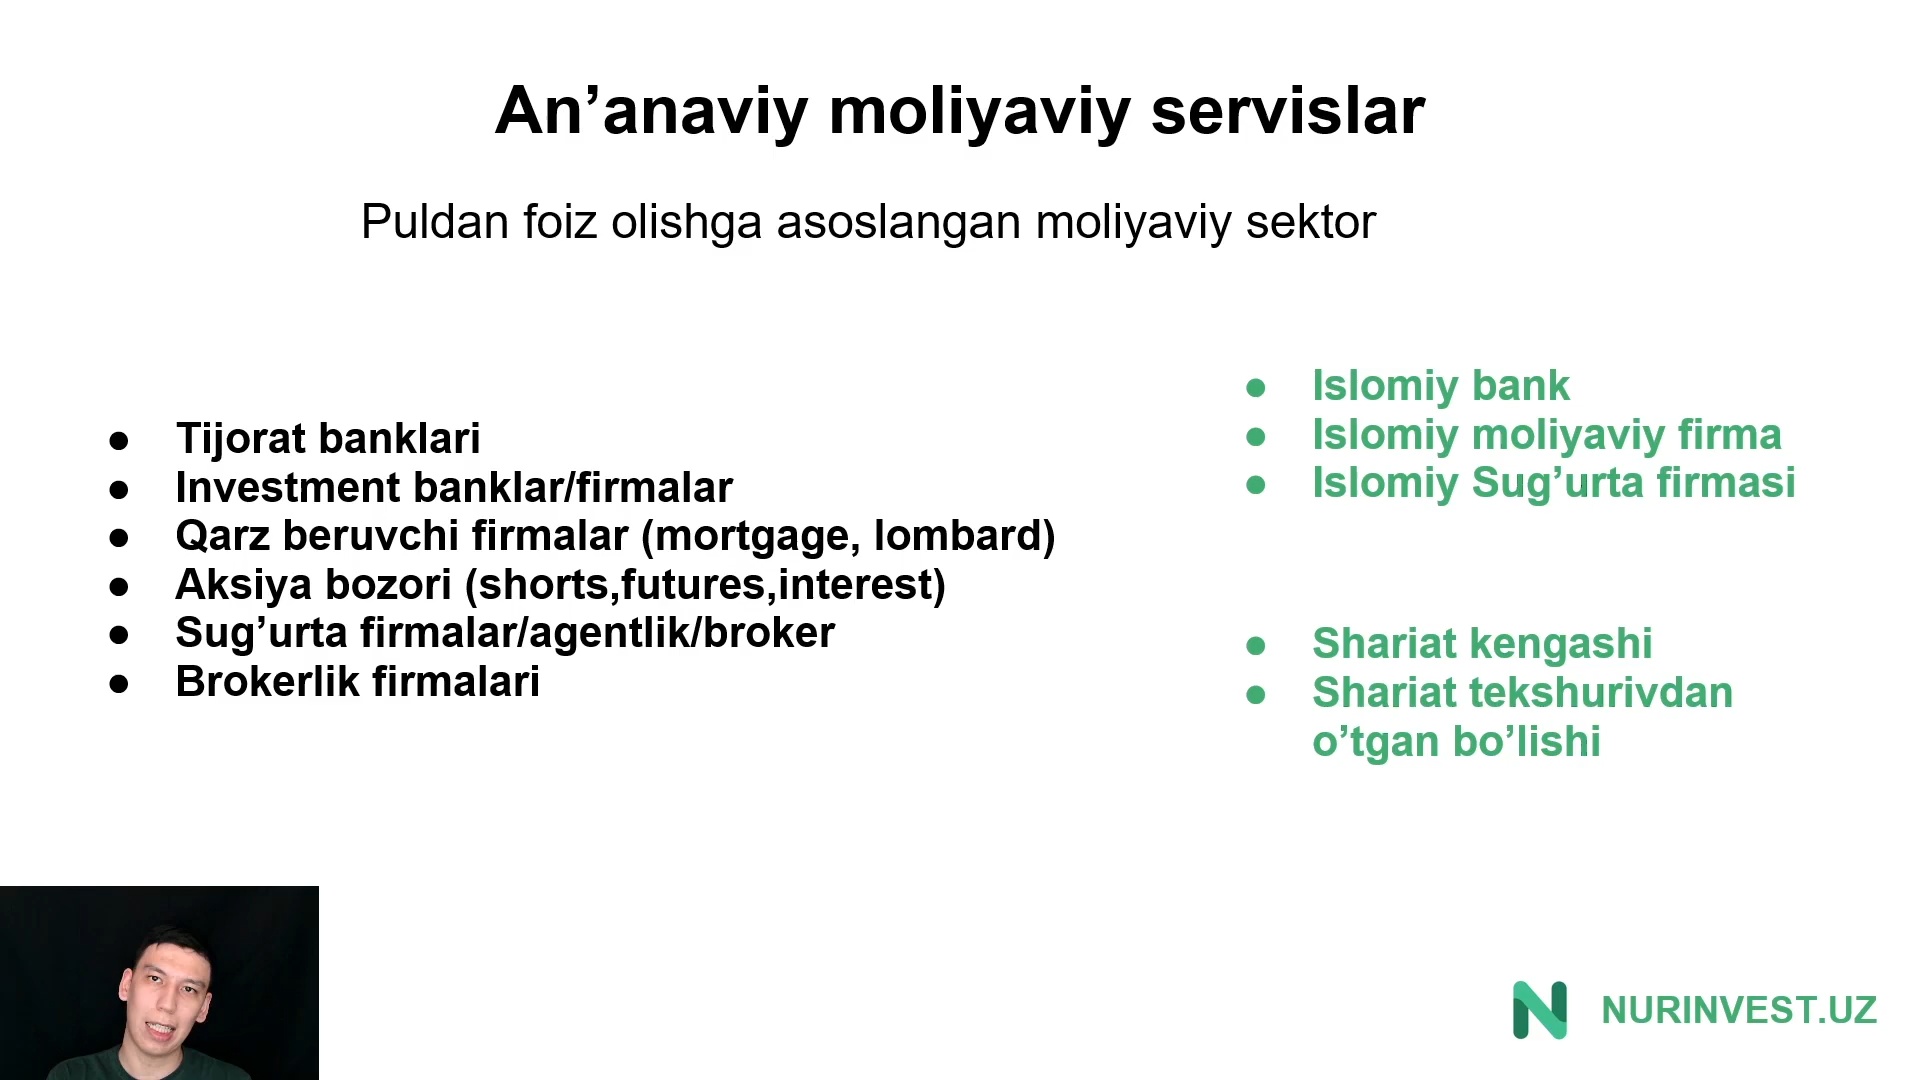 An’anaviy moliyaviy servislar
Puldan foiz olishga asoslangan moliyaviy sektor
● Tijorat banklari
● Investment banklar/firmalar
● Qarz beruvchi firmalar (mortgage, lombard)
● Aksiya bozori (shorts,futures,interest)
● Sug’urta firmalar/agentlik/broker
● Brokerlik firmalari
● Islomiy bank
● Islomiy moliyaviy firma
● Islomiy Sug’urta firmasi
● Shariat kengashi
● Shariat tekshurivdan
o’tgan bo’lishi
NURINVEST.UZ